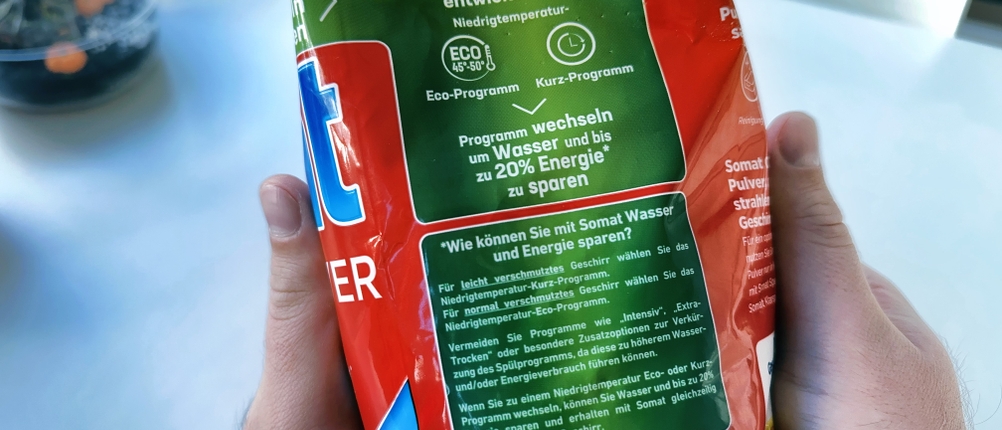 Niedrigtemperatur-
ECO
45°-50°
Eco-Programm
Kurz-Programm
Programm wechseln
um Wasser und bis
zu 20% Energie*
zu sparen
*Wie können Sie mit Somat Wasser
und Energie sparen?
Für leicht verschmutztes Geschirr wählen Sie das
Niedrigtemperatur-Kurz-Programm.
Für normal verschmutztes Geschirr wählen Sie das
Niedrigtemperatur-Eco-Programm.
Vermeiden Sie Programme wie „Intensiv“, „Extra-
Trocken“ oder besondere Zusatzoptionen zur Verkür-
zung des Spülprogramms, da diese zu höherem Wasser-
und/oder Energieverbrauch führen können.
Wenn Sie zu einem Niedrigtemperatur Eco- oder Kurz-
Programm wechseln, können Sie Wasser und bis zu 20%
sparen und erhalten mit Somat gleichzeitig
t
ER
Somat
Pulver,